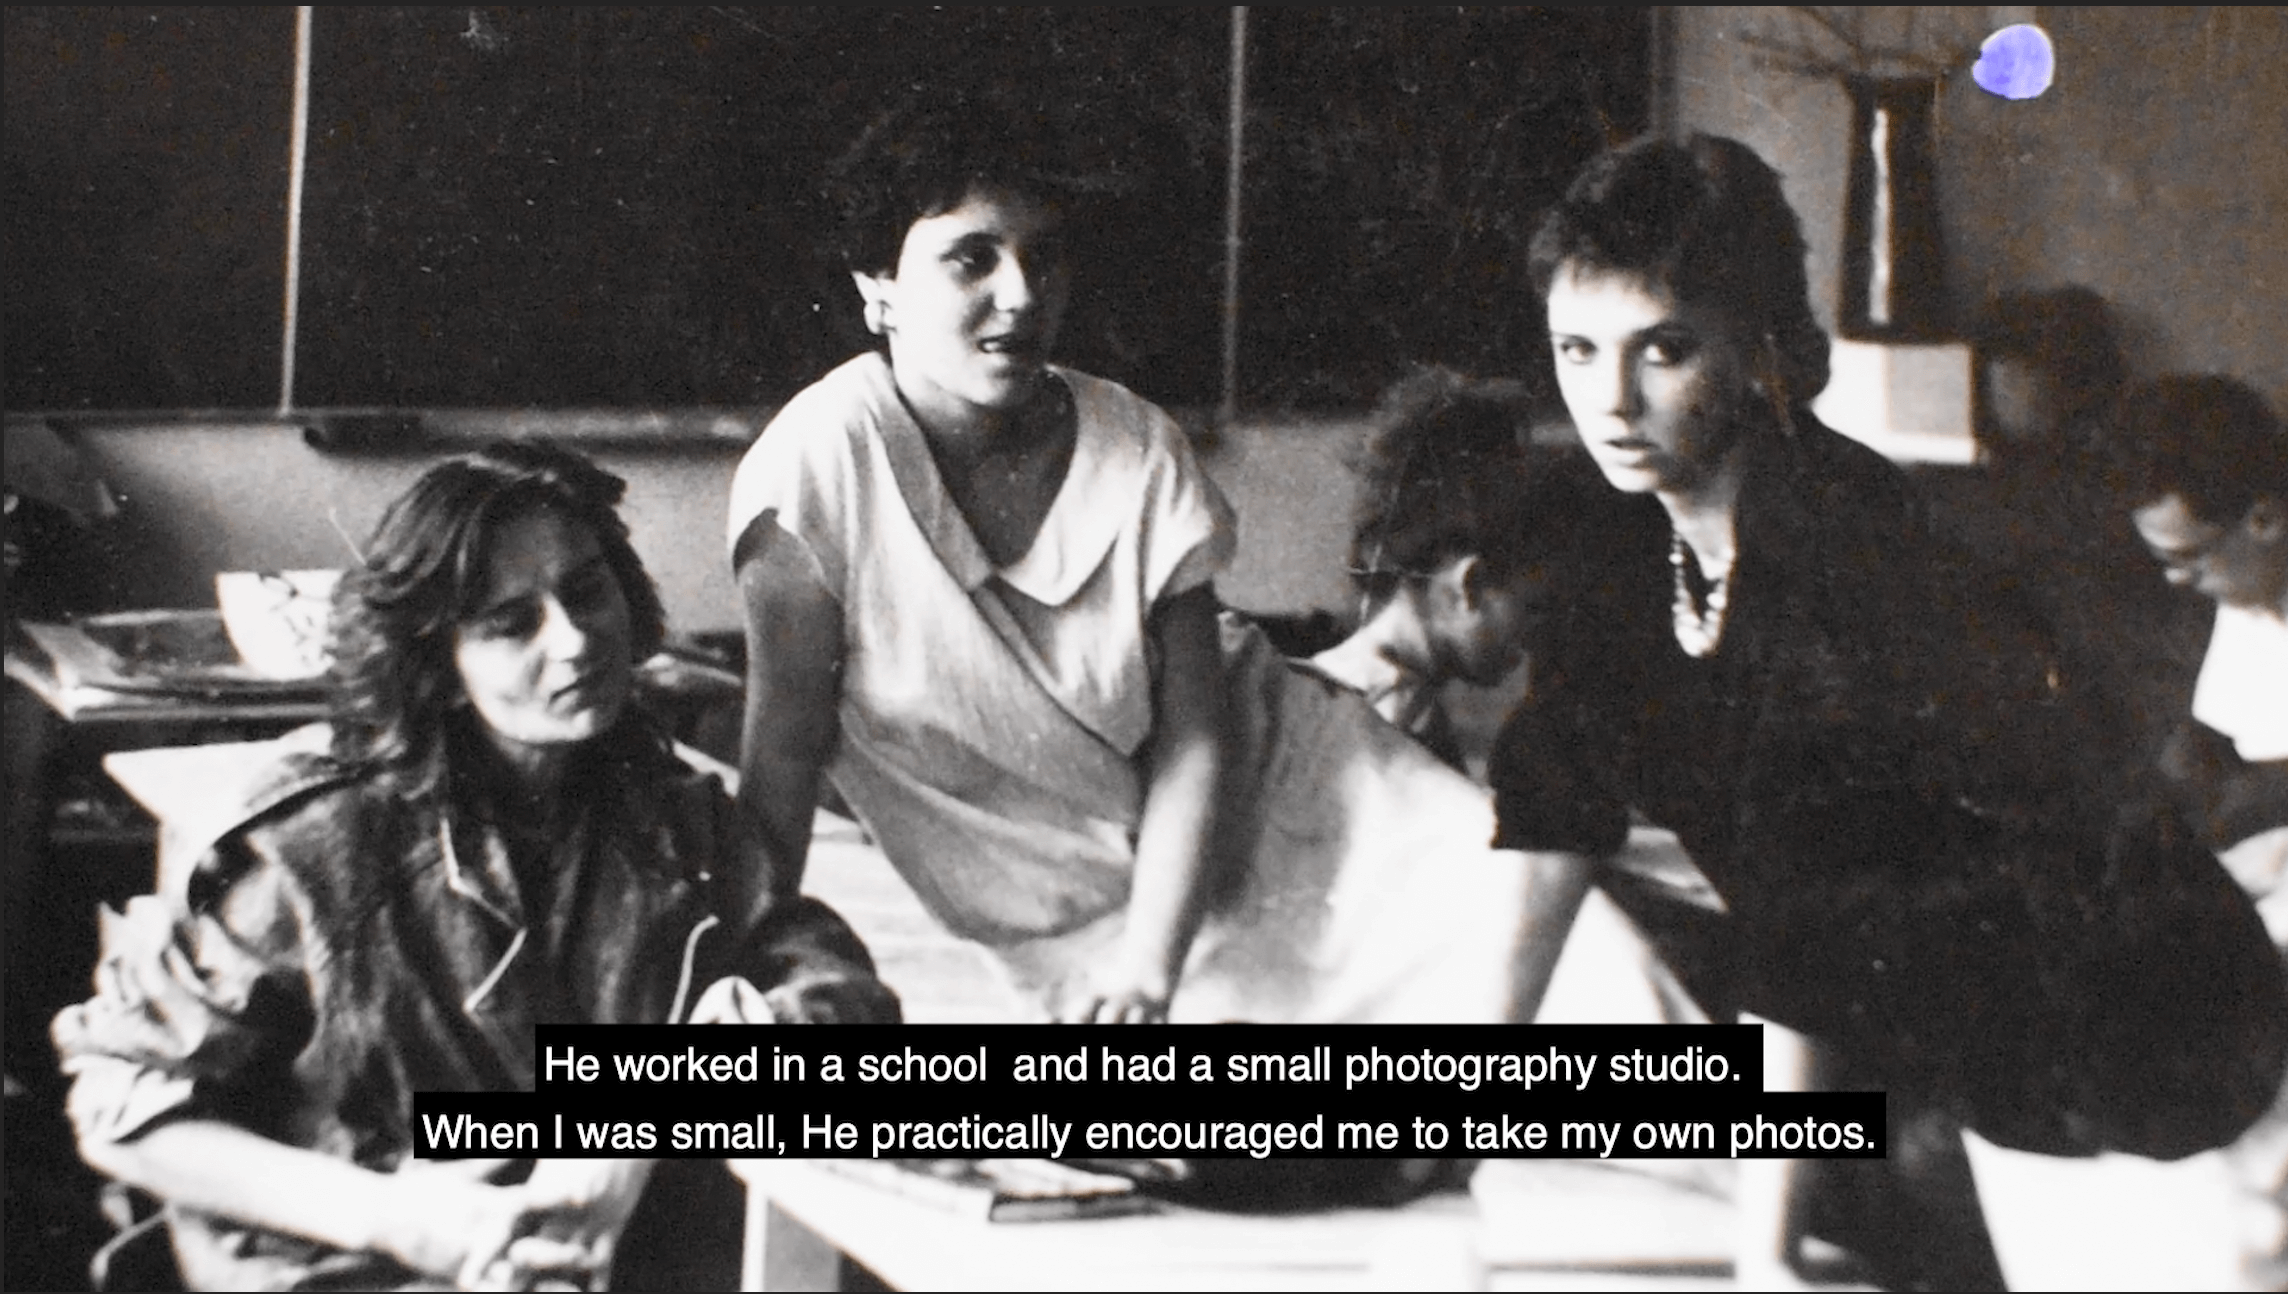 He worked in a school  and had a small photography studio.
When I was small, He practically encouraged me to take my own photos.